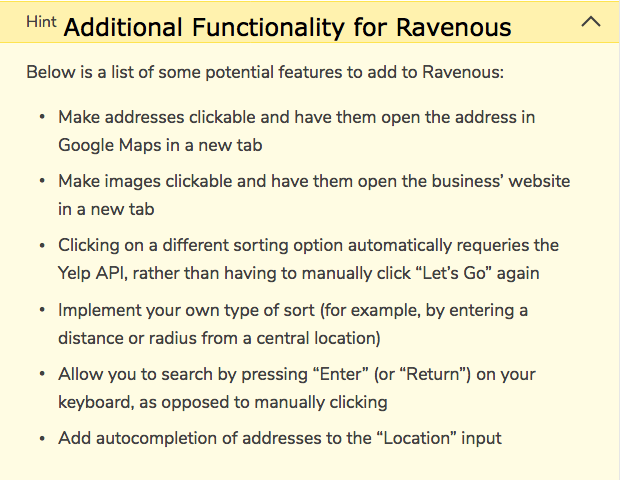 Hint Additional Functionality for Ravenous
Below is a list of some potential features to add to Ravenous:
• Make addresses clickable and have them open the address in
Google Maps in a new tab
• Make images clickable and have them open the business’ website
in a new tab
• Clicking on a different sorting option automatically requeries the
Yelp API, rather than having to manually click “Let’s Go” again
• Implement your own type of sort (for example, by entering a
distance or radius from a central location)
• Allow you to search by pressing “Enter” (or “Return”) on your
keyboard, as opposed to manually clicking
• Add autocompletion of addresses to the “Location” input